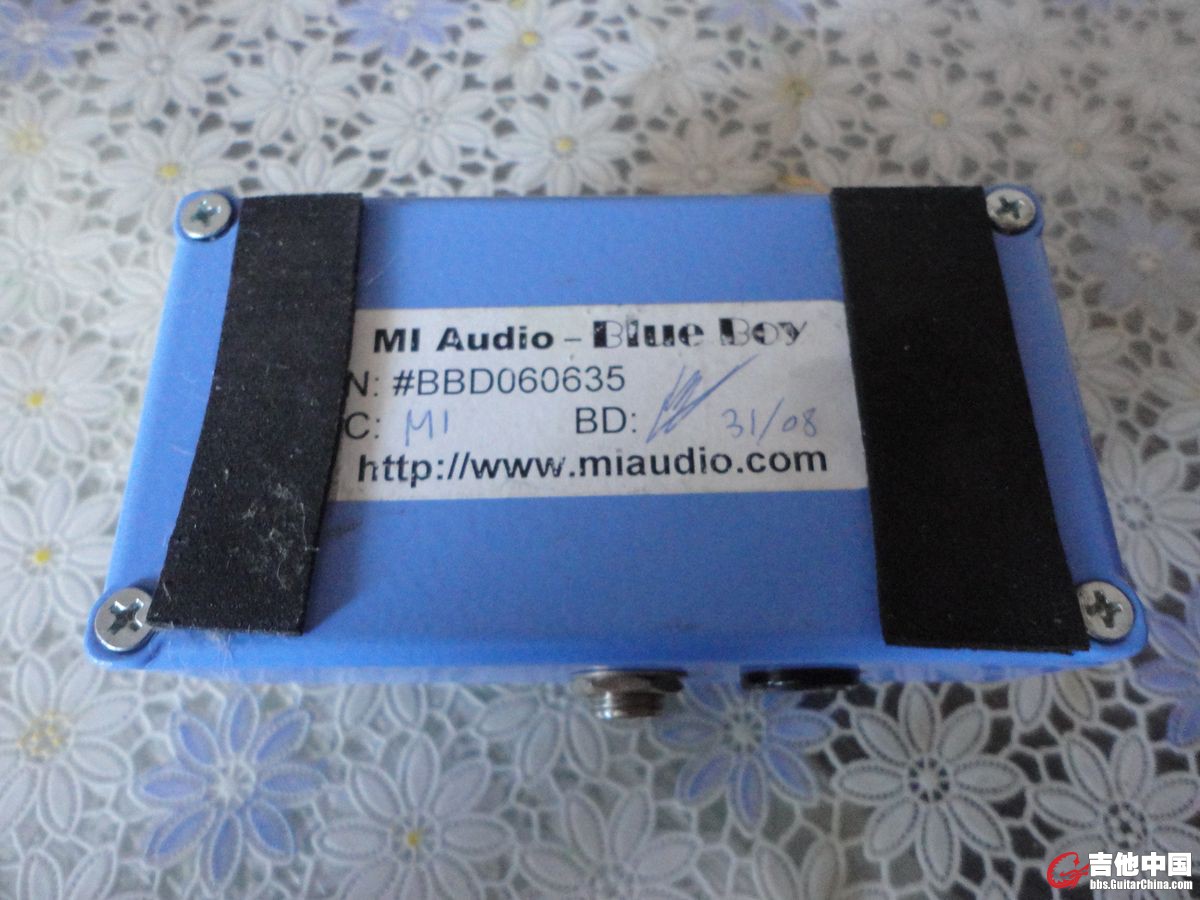 MI Audio – Blue Boy
N: #BBD060635
C: MI BD: 31/08
http://www.miaudio.com
吉他中国
bbs.GuitarChina.com